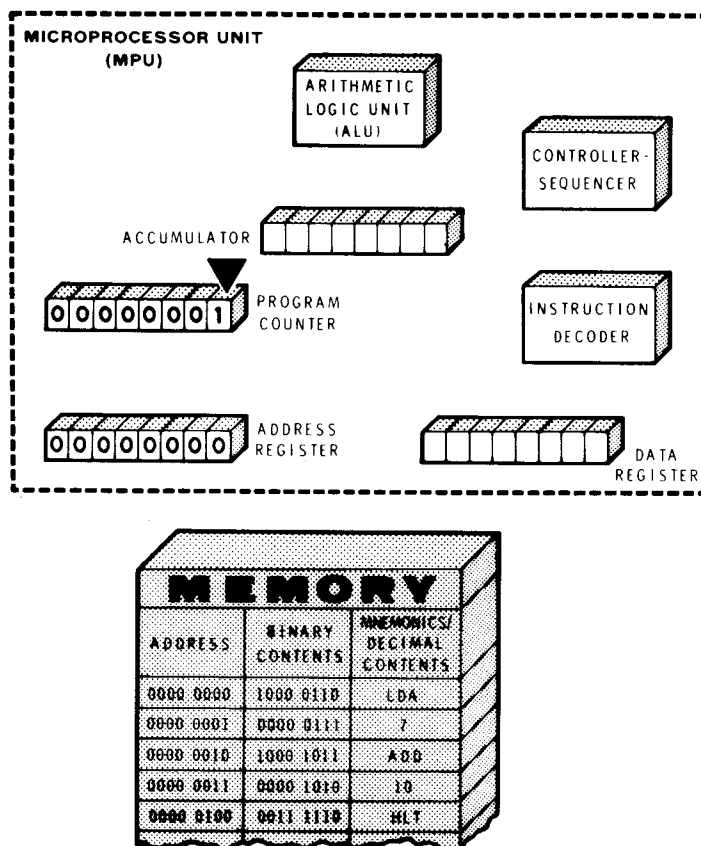 MICROPROCESSOR UNIT
(MPU)
ARITHMETIC
LOGIC UNIT
(ALU)
CONTROLLER-
SEQUENCER
ACCUMULATOR
0 0 0 0 0 0 0 1
PROGRAM
COUNTER
INSTRUCTION
DECODER
0 0 0 0 0 0 0 0
ADDRESS
REGISTER
DATA
REGISTER
MEMORY
ADDRESS
BINARY
CONTENTS
MNEMONICS/
DECIMAL
CONTENTS
0000 0000 1000 0110 LDA
0000 0001 0000 0111 7
0000 0010 1000 1011 ADD
0000 0011 0000 1010 10
0000 0100 0011 1110 HLT